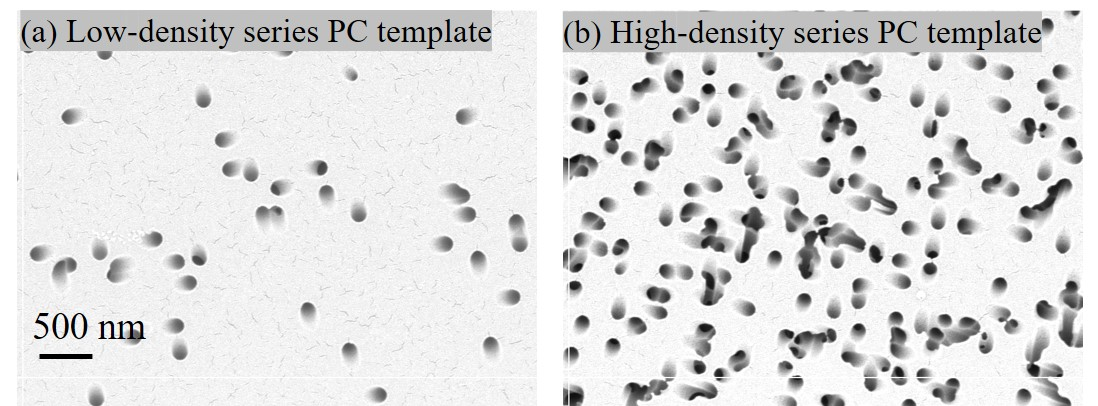 (a) Low-density series PC template
(b) High-density series PC template
500 nm